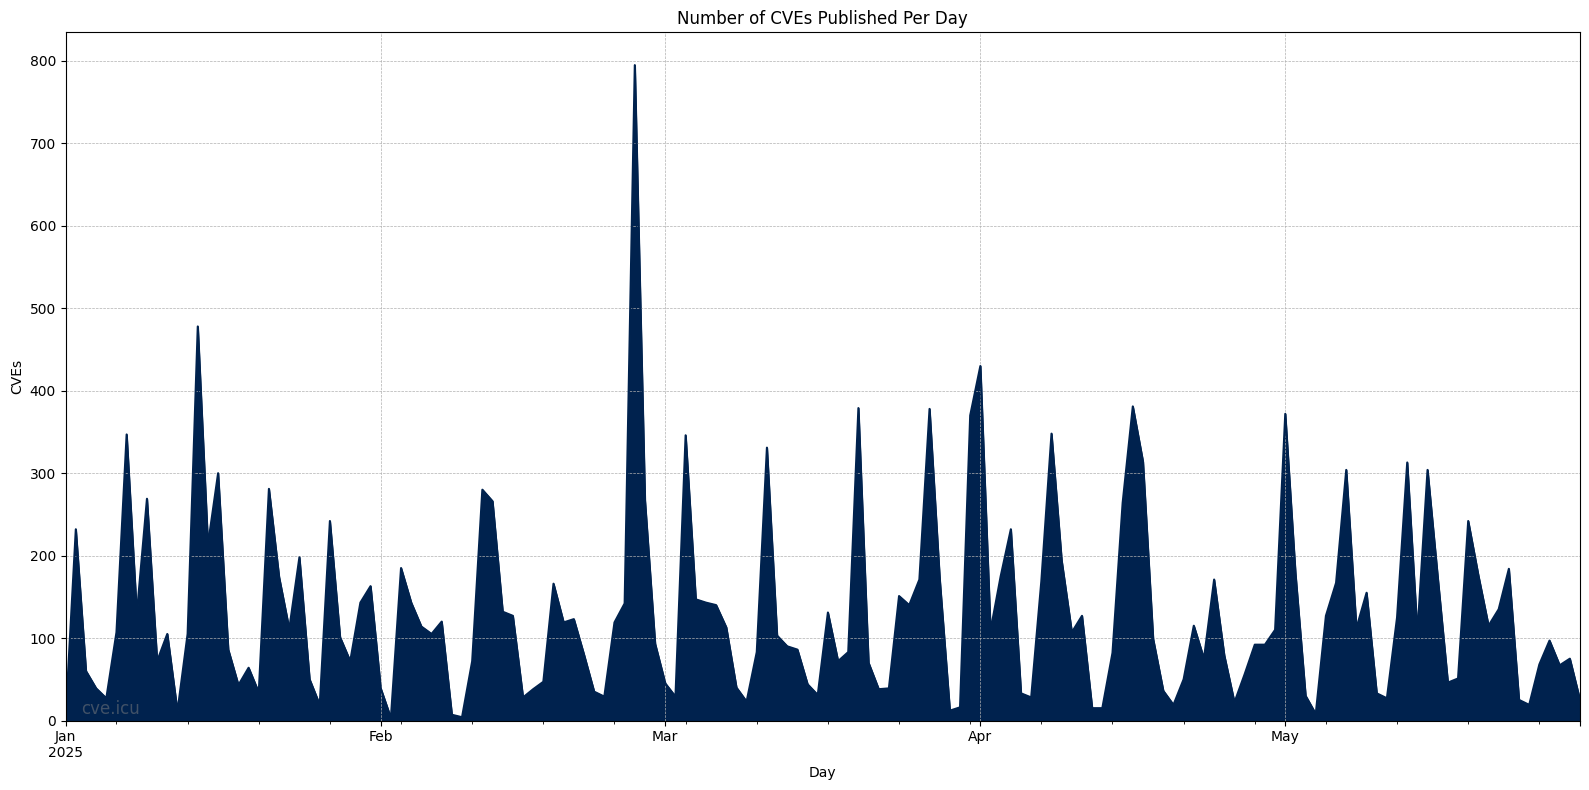 Number of CVEs Published Per Day
800
700
600
500
400
300
200
100
0
CVEs
cve.icu
Jan
2025
Feb
Mar
Apr
May
Day